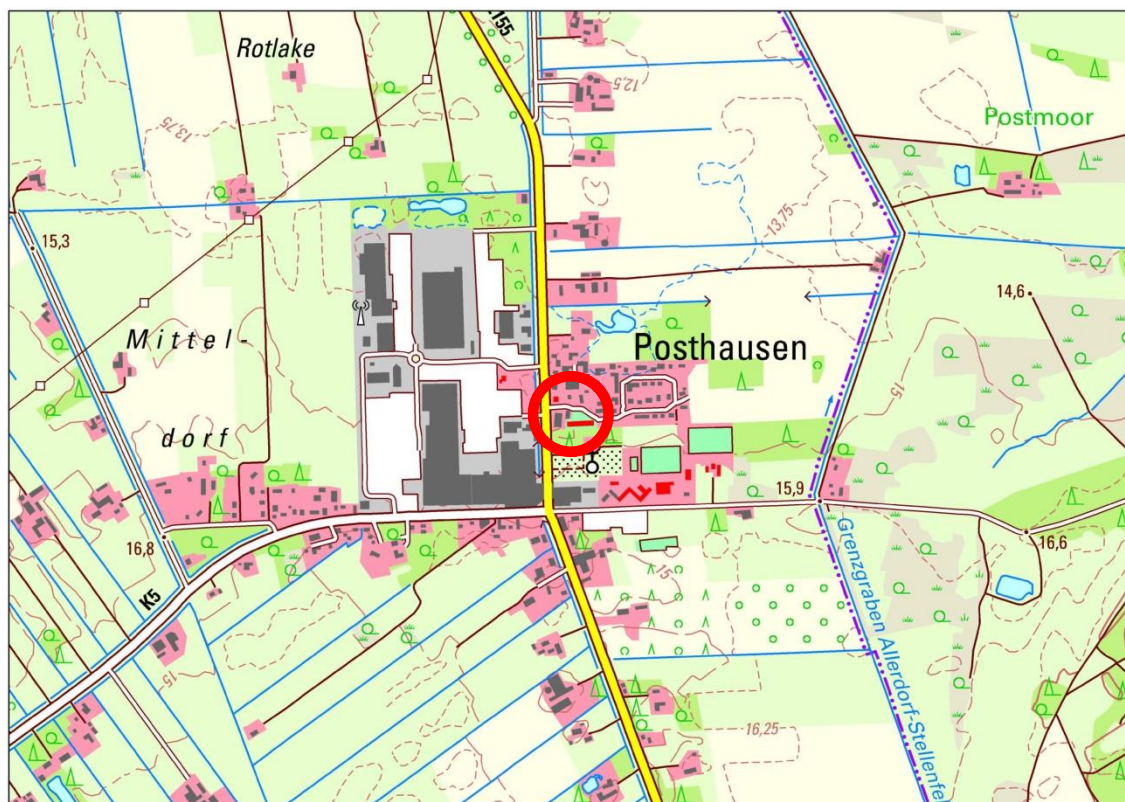 Rotlake
155
12,5
13,75
Postmoor
15,3
13,75
14,6
Mittel-
Posthausen
15
dorf
15,9
16,8
16,6
K5
15
15
16,25
Grenzgraben Allerdorf-Stellenfe